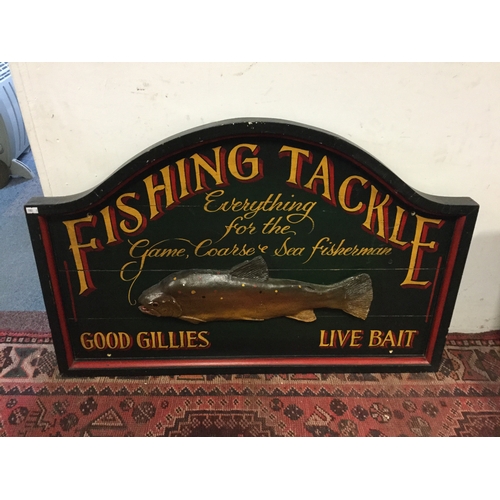 FISHING TACKLE
Everything
for the
Game, Coarse & Sea fisherman
GOOD GILLIES LIVE BAIT